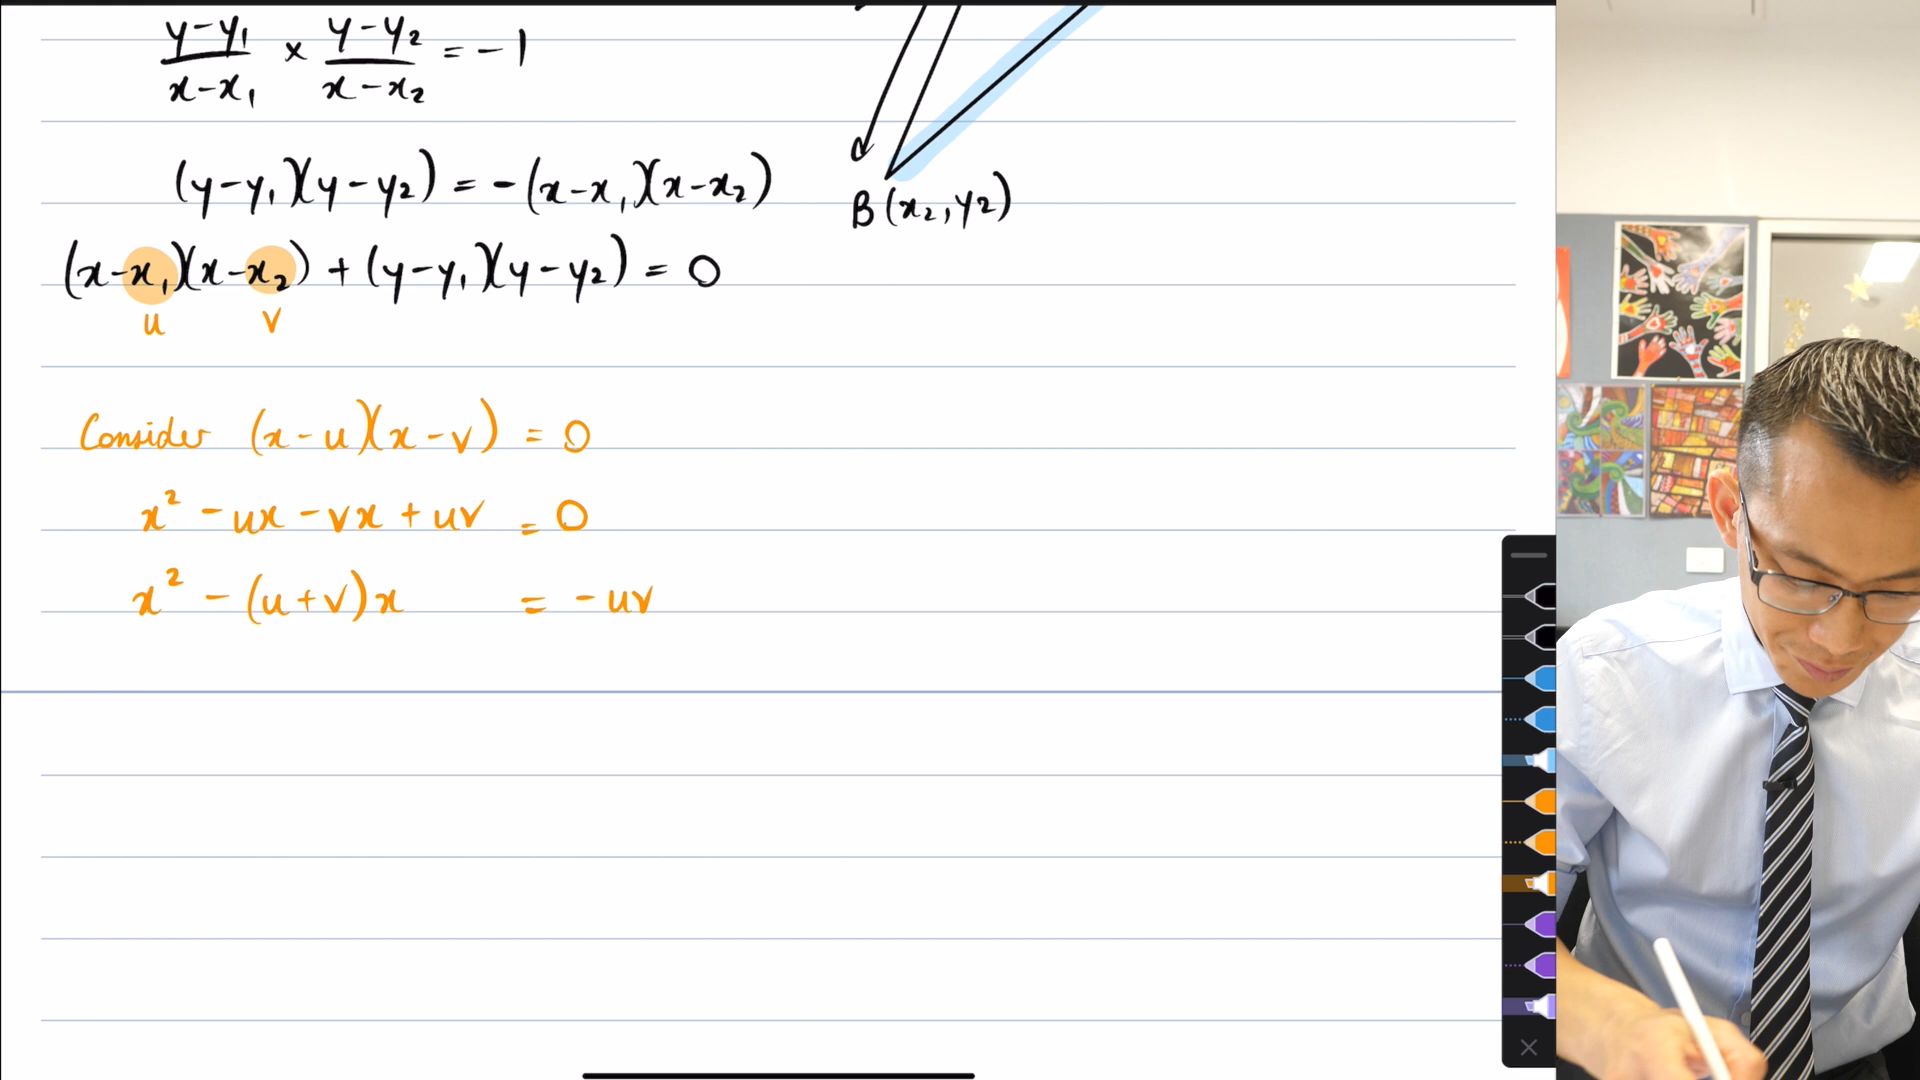 y-y₁/x-x₁ × y-y₂/x-x₂ = -1
(y-y₁)(y-y₂) = -(x-x₁)(x-x₂)
B(x₂,y₂)
(x-x₁)(x-x₂) + (y-y₁)(y-y₂) = 0
u v
Consider (x-u)(x-v) = 0
x² - ux - vx + uv = 0
x² - (u+v)x = -uv